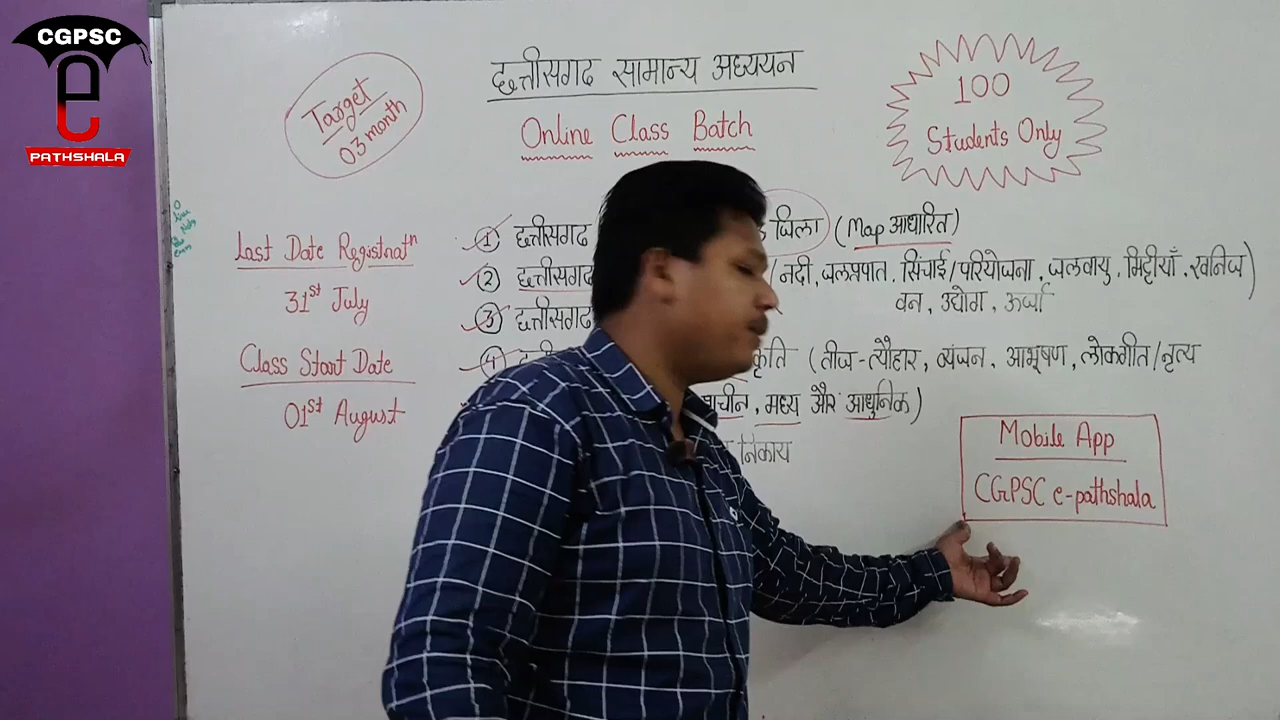 CGPSC
e
PATHSHALA
Target
03 month
छत्तीसगढ सामान्य अध्ययन
Online Class Batch
100
Students Only
Last Date Registratⁿ
31st July
Class Start Date
01st August
① छत्तीसगढ जिला (Map आधारित)
② छत्तीसगढ / नदी, जलप्रपात, सिंचाई/परियोजना, जलवायु, मिट्टीयाँ, खनिज)
वन, उद्योग, ऊर्जा
③ छत्तीसगढ
④ (तीज-त्यौहार, व्यंजन, आभूषण, लोकगीत/नृत्य
प्राचीन, मध्य और आधुनिक)
निकाय
Mobile App
CGPSC e-pathshala